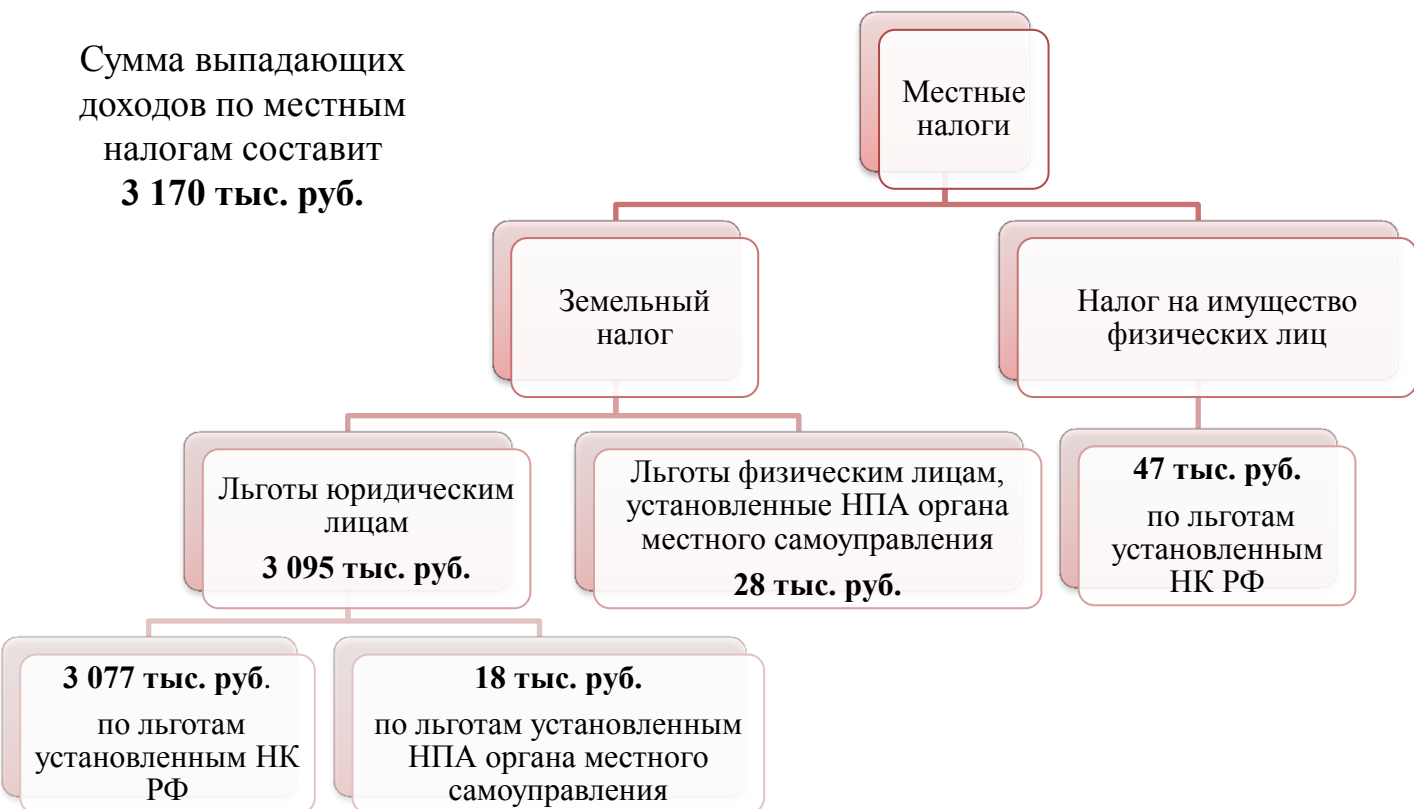 Сумма выпадающих
доходов по местным
налогам составит
3 170 тыс. руб.
Местные
налоги
Земельный
налог
Налог на имущество
физических лиц
Льготы юридическим
лицам
3 095 тыс. руб.
Льготы физическим лицам,
установленные НПА органа
местного самоуправления
28 тыс. руб.
47 тыс. руб.
по льготам
установленным
НК РФ
3 077 тыс. руб.
по льготам
установленным НК
РФ
18 тыс. руб.
по льготам установленным
НПА органа местного
самоуправления